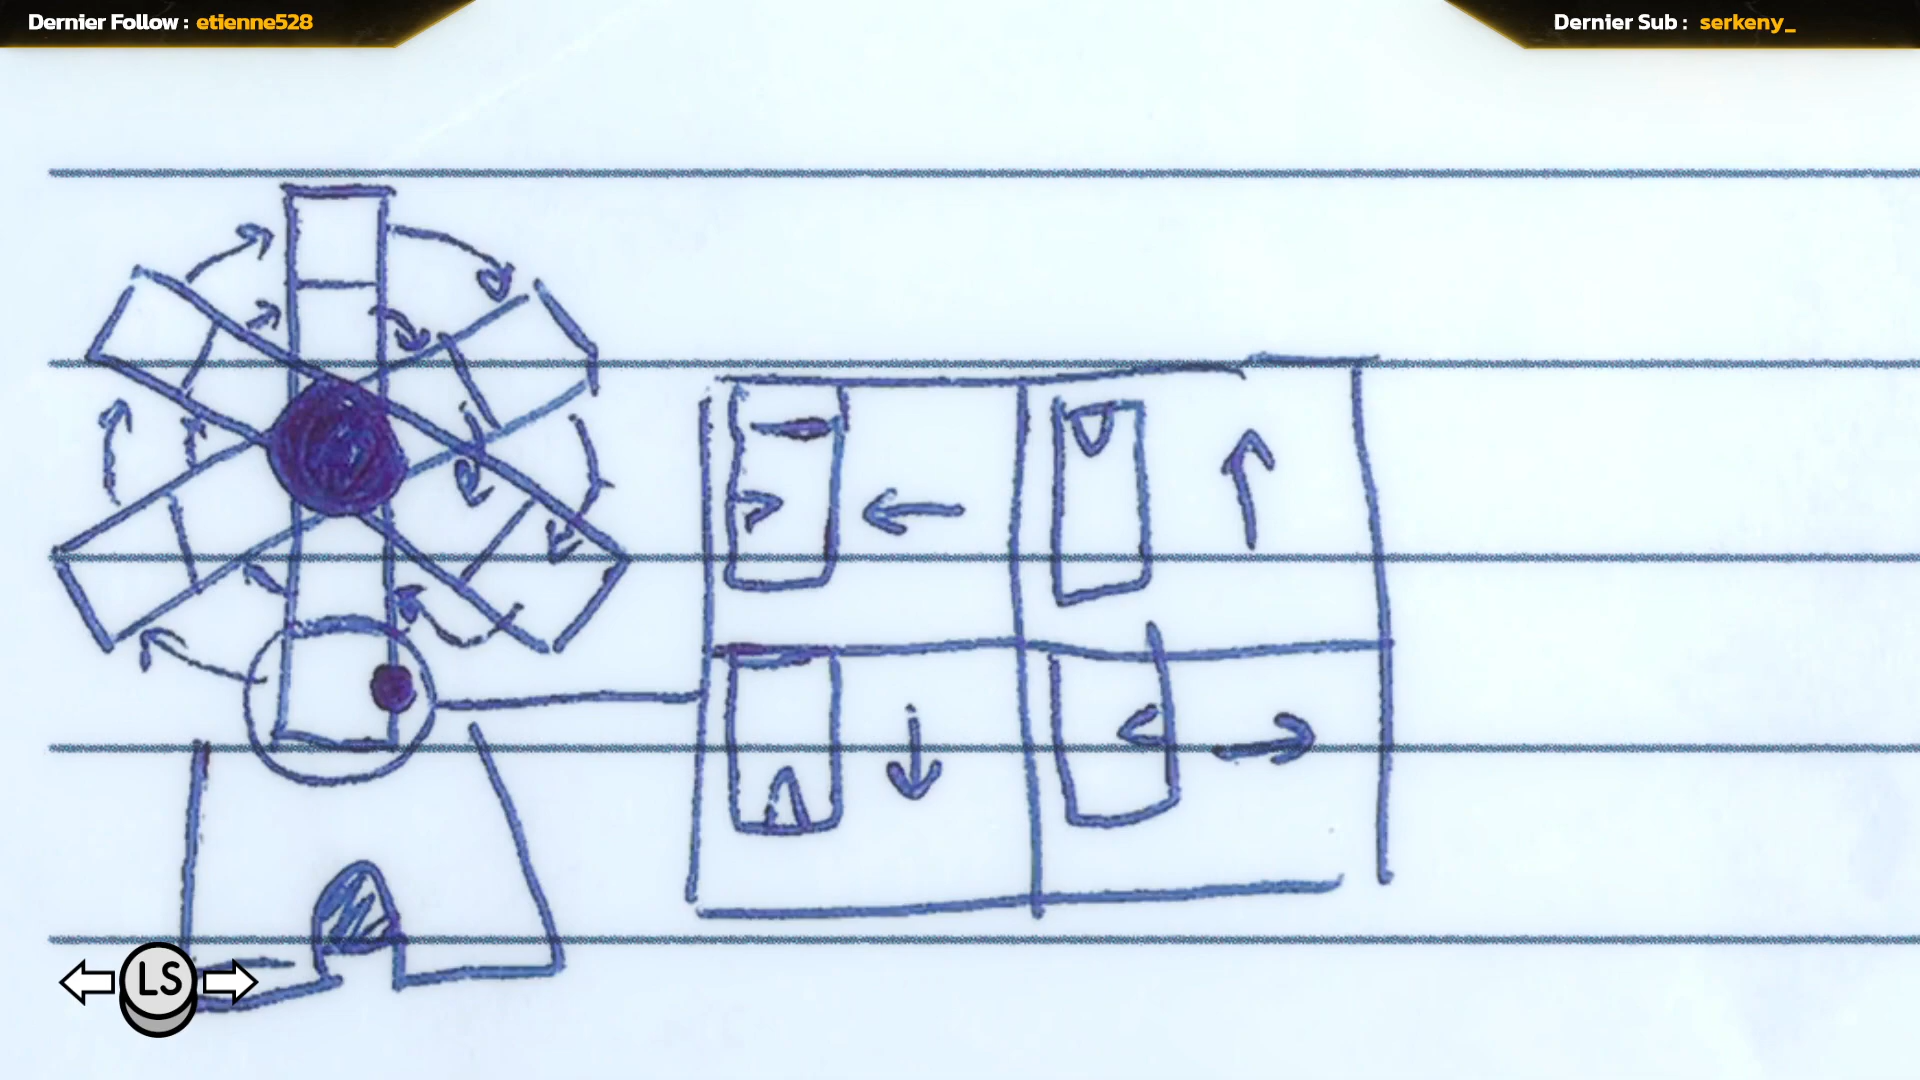 Dernier Follow : etienne528
Dernier Sub : serkeny_
LS